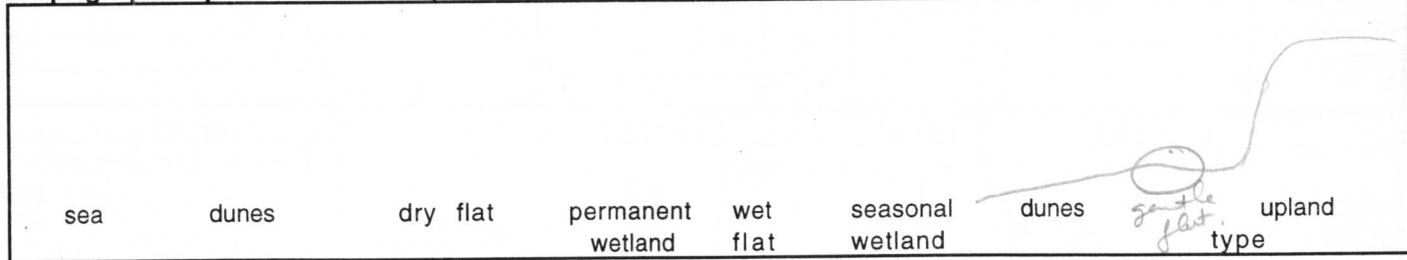 sea dunes dry flat permanent wet seasonal dunes gentle upland
wetland flat wetland flat. type